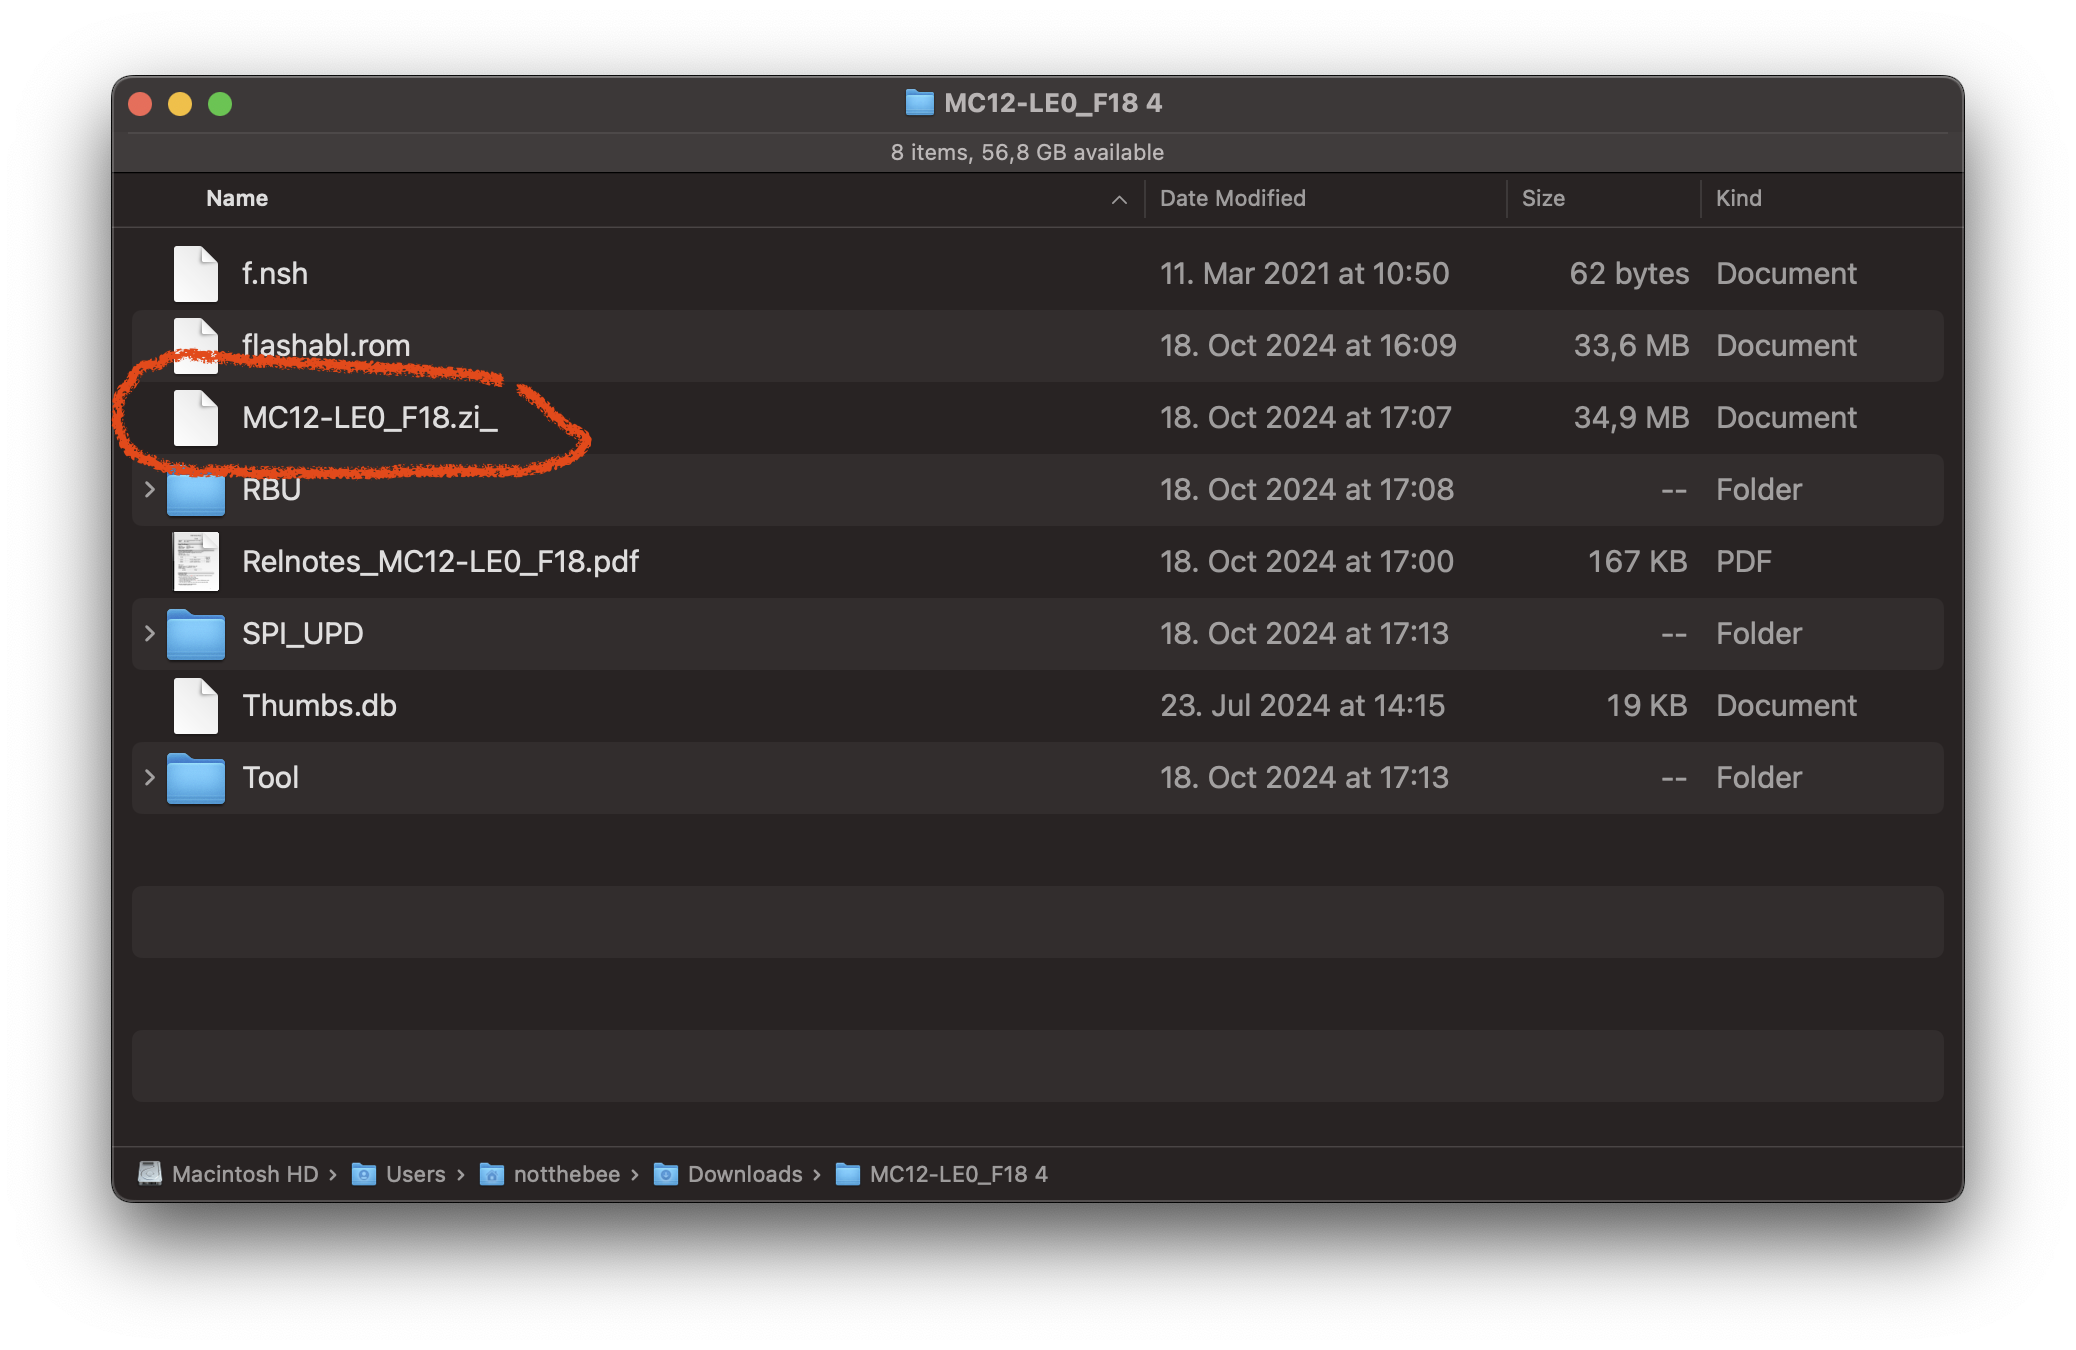 MC12-LE0_F18 4
8 items, 56,8 GB available
Name Date Modified Size Kind
f.nsh 11. Mar 2021 at 10:50 62 bytes Document
flashabl.rom 18. Oct 2024 at 16:09 33,6 MB Document
MC12-LE0_F18.zi_ 18. Oct 2024 at 17:07 34,9 MB Document
RBU 18. Oct 2024 at 17:08 -- Folder
Relnotes_MC12-LE0_F18.pdf 18. Oct 2024 at 17:00 167 KB PDF
SPI_UPD 18. Oct 2024 at 17:13 -- Folder
Thumbs.db 23. Jul 2024 at 14:15 19 KB Document
Tool 18. Oct 2024 at 17:13 -- Folder
Macintosh HD › Users › notthebee › Downloads › MC12-LE0_F18 4